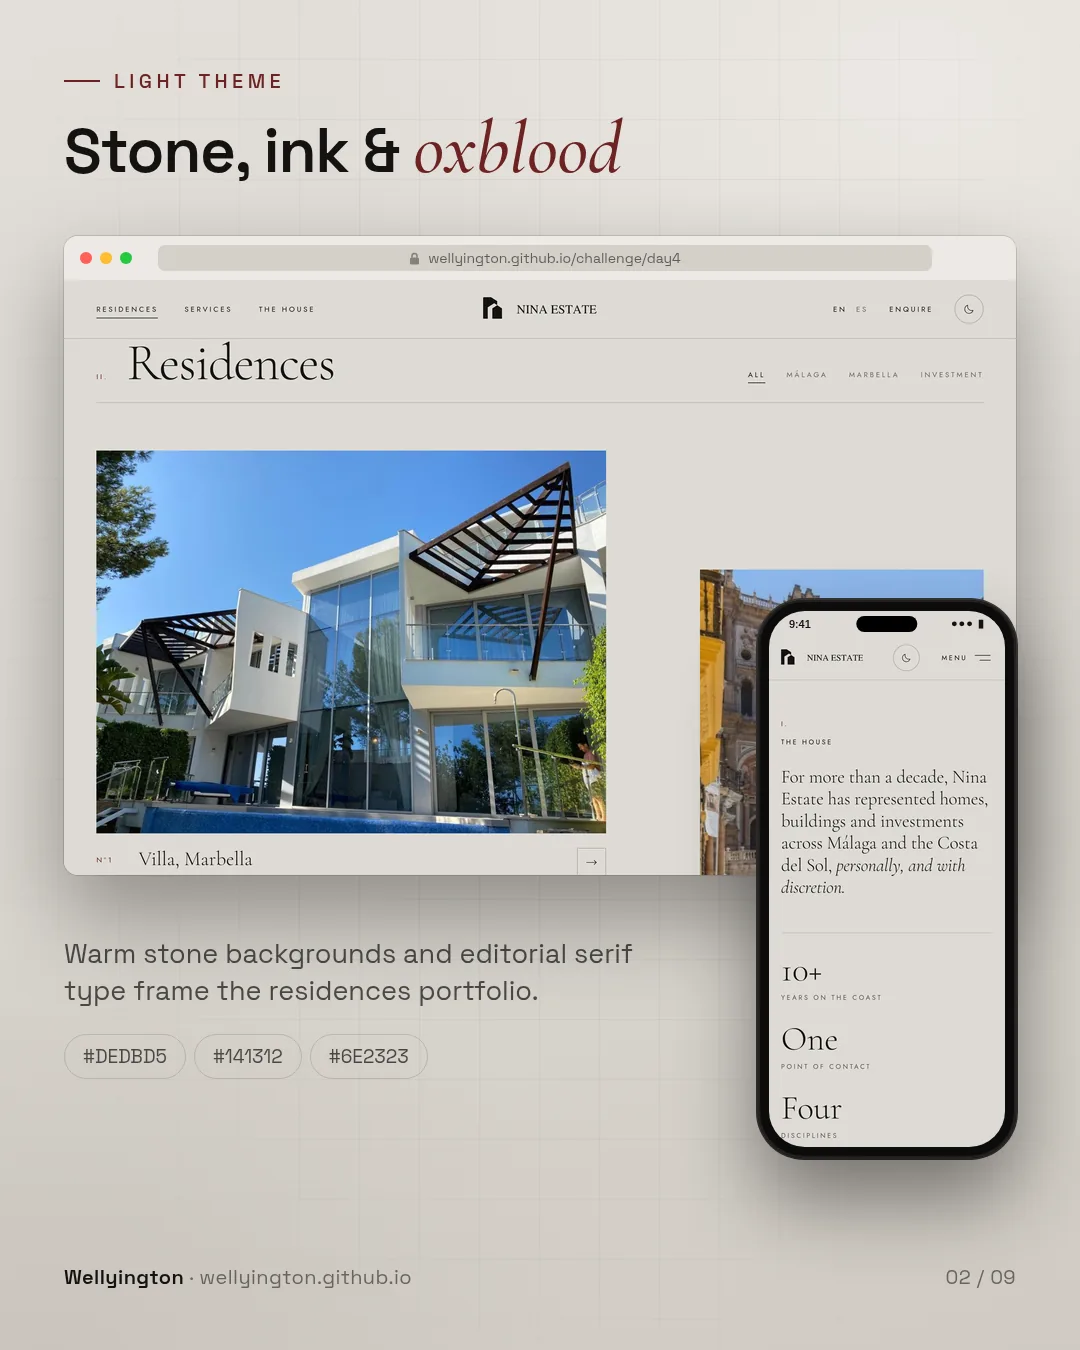 LIGHT THEME
Stone, ink & oxblood
wellyington.github.io/challenge/day4
RESIDENCES SERVICES THE HOUSE
NINA ESTATE
EN ES ENQUIRE
II. Residences
ALL MÁLAGA MARBELLA INVESTMENT
N°1 Villa, Marbella →
9:41
NINA ESTATE MENU
I.
THE HOUSE
For more than a decade, Nina
Estate has represented homes,
buildings and investments
across Málaga and the Costa
del Sol, personally, and with
discretion.
10+
YEARS ON THE COAST
One
POINT OF CONTACT
Four
DISCIPLINES
Warm stone backgrounds and editorial serif
type frame the residences portfolio.
#DEDBD5 #141312 #6E2323
Wellyington · wellyington.github.io
02 / 09